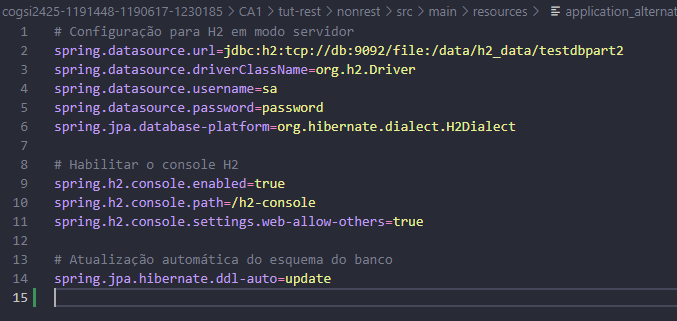 cogsi2425-1191448-1190617-1230185 > CA1 > tut-rest > nonrest > src > main > resources > application_alternat
1 # Configuração para H2 em modo servidor
2 spring.datasource.url=jdbc:h2:tcp://db:9092/file:/data/h2_data/testdbpart2
3 spring.datasource.driverClassName=org.h2.Driver
4 spring.datasource.username=sa
5 spring.datasource.password=password
6 spring.jpa.database-platform=org.hibernate.dialect.H2Dialect
7
8 # Habilitar o console H2
9 spring.h2.console.enabled=true
10 spring.h2.console.path=/h2-console
11 spring.h2.console.settings.web-allow-others=true
12
13 # Atualização automática do esquema do banco
14 spring.jpa.hibernate.ddl-auto=update
15